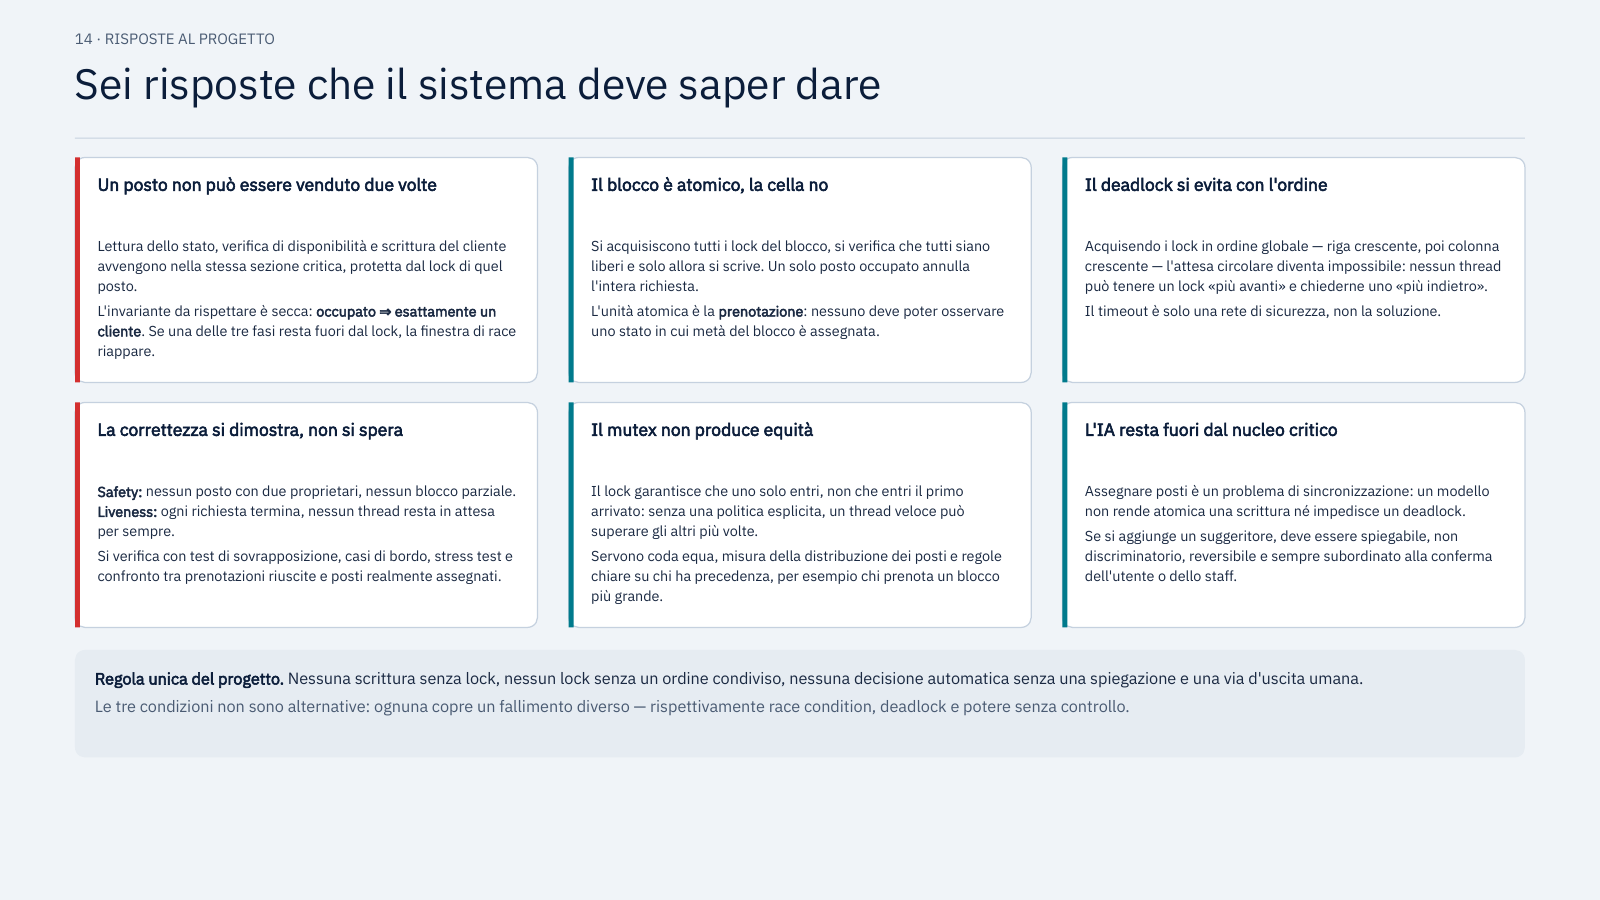 14 · RISPOSTE AL PROGETTO
Sei risposte che il sistema deve saper dare
Un posto non può essere venduto due volte
Lettura dello stato, verifica di disponibilità e scrittura del cliente
avvengono nella stessa sezione critica, protetta dal lock di quel
posto.
L'invariante da rispettare è secca: occupato ⇒ esattamente un
cliente. Se una delle tre fasi resta fuori dal lock, la finestra di race
riappare.
Il blocco è atomico, la cella no
Si acquisiscono tutti i lock del blocco, si verifica che tutti siano
liberi e solo allora si scrive. Un solo posto occupato annulla
l'intera richiesta.
L'unità atomica è la prenotazione: nessuno deve poter osservare
uno stato in cui metà del blocco è assegnata.
Il deadlock si evita con l'ordine
Acquisendo i lock in ordine globale — riga crescente, poi colonna
crescente — l'attesa circolare diventa impossibile: nessun thread
può tenere un lock «più avanti» e chiederne uno «più indietro».
Il timeout è solo una rete di sicurezza, non la soluzione.
La correttezza si dimostra, non si spera
Safety: nessun posto con due proprietari, nessun blocco parziale.
Liveness: ogni richiesta termina, nessun thread resta in attesa
per sempre.
Si verifica con test di sovrapposizione, casi di bordo, stress test e
confronto tra prenotazioni riuscite e posti realmente assegnati.
Il mutex non produce equità
Il lock garantisce che uno solo entri, non che entri il primo
arrivato: senza una politica esplicita, un thread veloce può
superare gli altri più volte.
Servono coda equa, misura della distribuzione dei posti e regole
chiare su chi ha precedenza, per esempio chi prenota un blocco
più grande.
L'IA resta fuori dal nucleo critico
Assegnare posti è un problema di sincronizzazione: un modello
non rende atomica una scrittura né impedisce un deadlock.
Se si aggiunge un suggeritore, deve essere spiegabile, non
discriminatorio, reversibile e sempre subordinato alla conferma
dell'utente o dello staff.
Regola unica del progetto. Nessuna scrittura senza lock, nessun lock senza un ordine condiviso, nessuna decisione automatica senza una spiegazione e una via d'uscita umana.
Le tre condizioni non sono alternative: ognuna copre un fallimento diverso — rispettivamente race condition, deadlock e potere senza controllo.